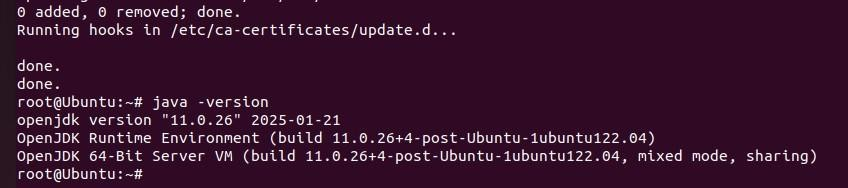 0 added, 0 removed; done.
Running hooks in /etc/ca-certificates/update.d...
done.
done.
root@Ubuntu:~# java -version
openjdk version "11.0.26" 2025-01-21
OpenJDK Runtime Environment (build 11.0.26+4-post-Ubuntu-1ubuntu122.04)
OpenJDK 64-Bit Server VM (build 11.0.26+4-post-Ubuntu-1ubuntu122.04, mixed mode, sharing)
root@Ubuntu:~#